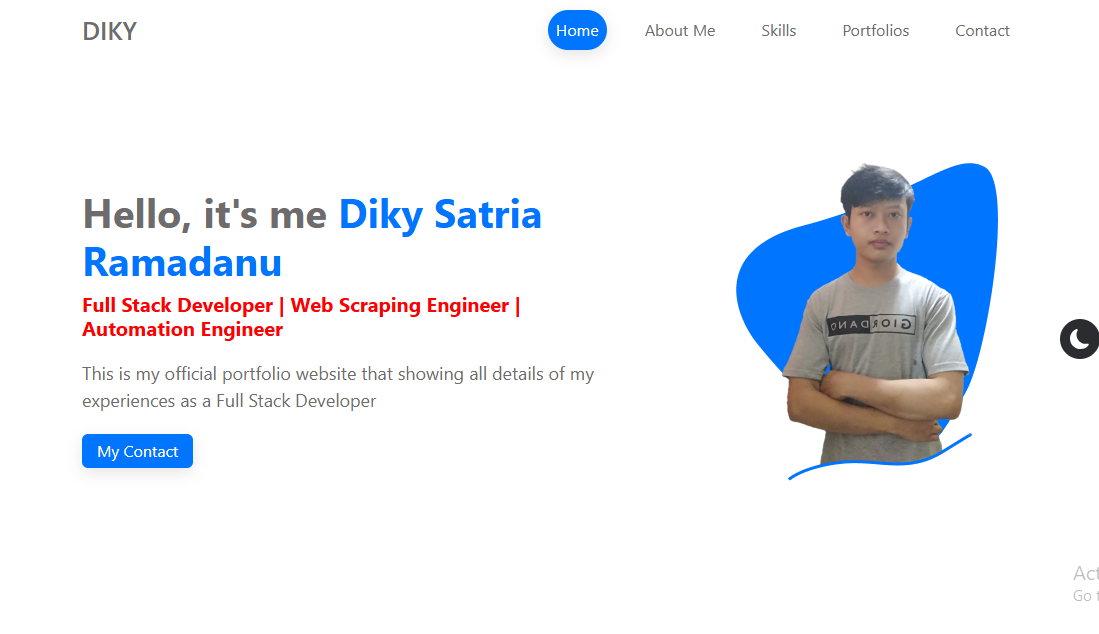 DIKY
Home
About Me
Skills
Portfolios
Contact
Hello, it's me Diky Satria
Ramadanu
Full Stack Developer | Web Scraping Engineer |
Automation Engineer
This is my official portfolio website that showing all details of my
experiences as a Full Stack Developer
My Contact
GIORDANO
Act
Go t